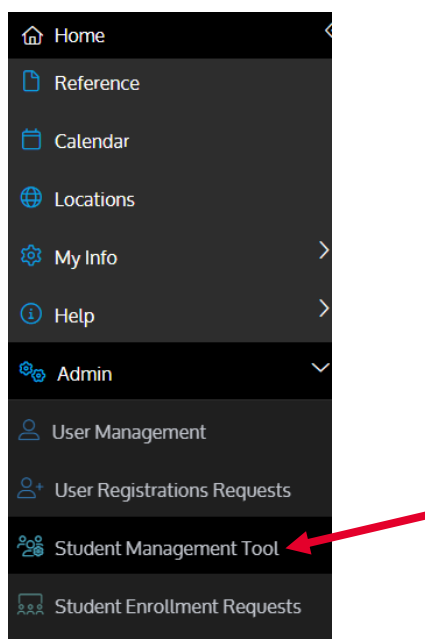 Home
Reference
Calendar
Locations
My Info
Help
Admin
User Management
User Registrations Requests
Student Management Tool
Student Enrollment Requests